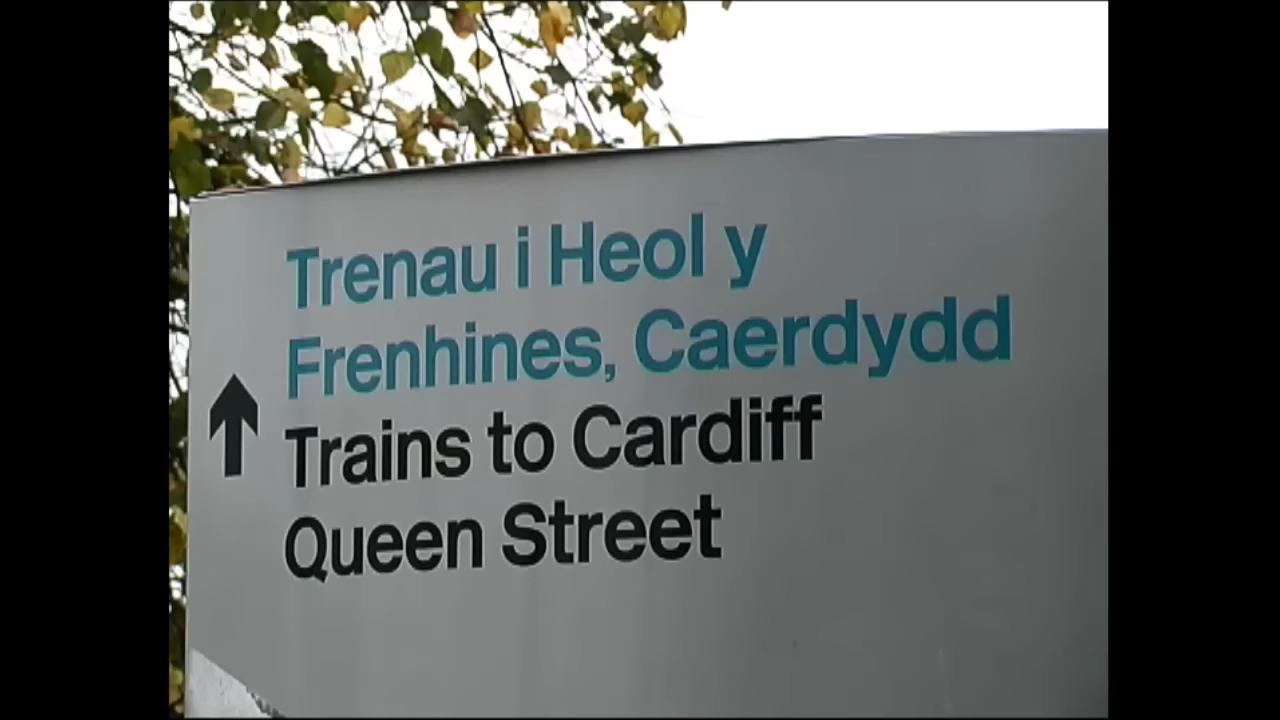 Trenau i Heol y
Frenhines, Caerdydd
Trains to Cardiff
Queen Street